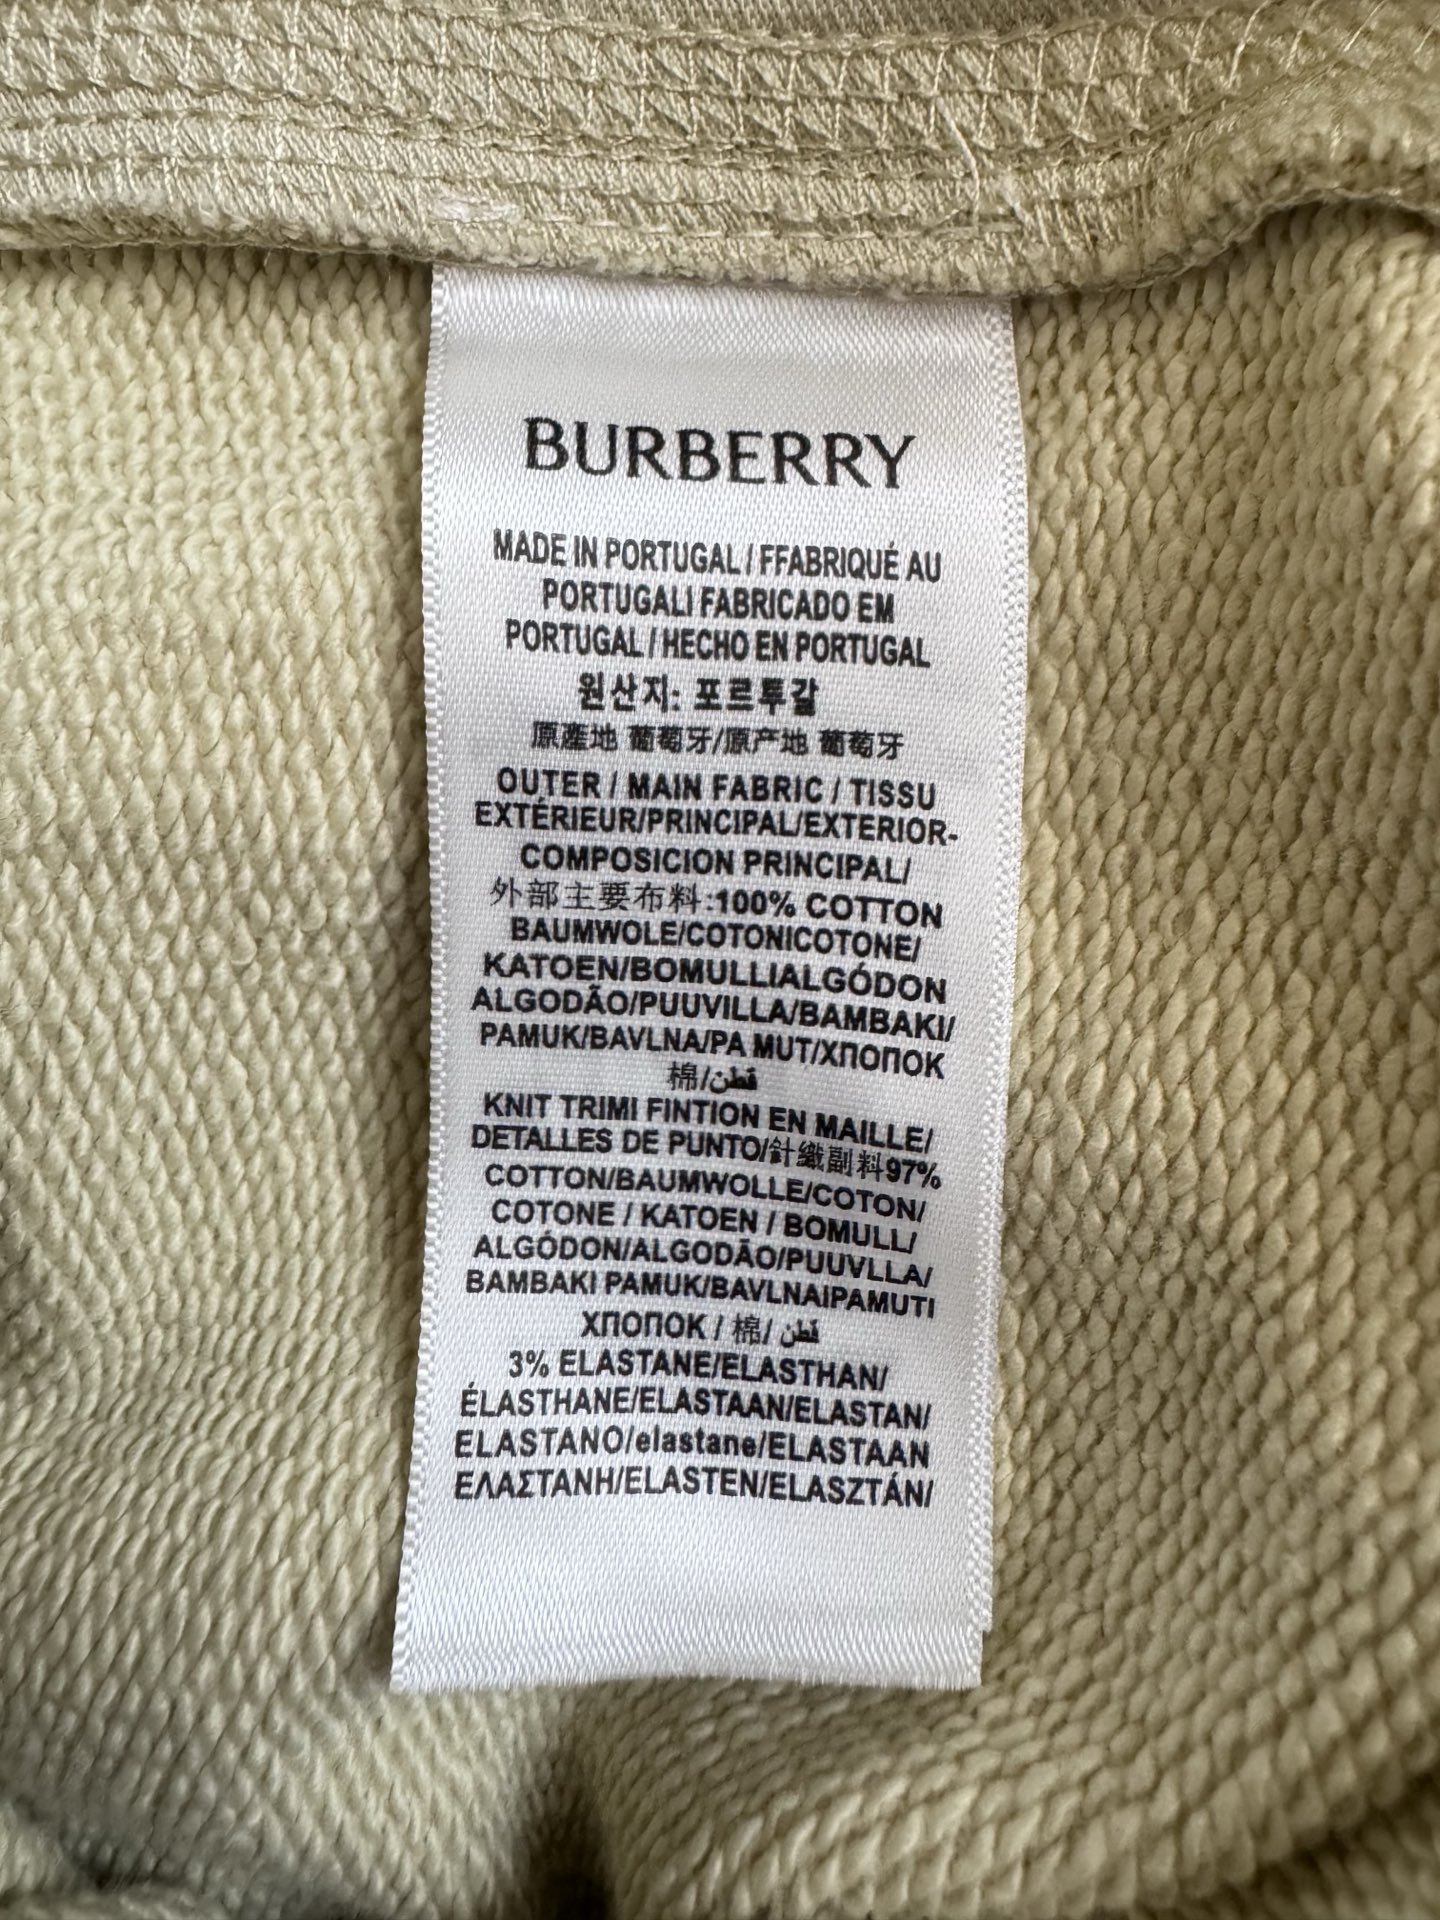 BURBERRY
MADE IN PORTUGAL / FFABRIQUÉ AU
PORTUGALI FABRICADO EM
PORTUGAL / HECHO EN PORTUGAL
원산지: 포르투갈
原產地 葡萄牙/原产地 葡萄牙
OUTER / MAIN FABRIC / TISSU
EXTÉRIEUR/PRINCIPAL/EXTERIOR-
COMPOSICION PRINCIPAL/
外部主要布料:100% COTTON
BAUMWOLE/COTONICOTONE/
KATOEN/BOMULLIALGÓDON
ALGODÃO/PUUVILLA/BAMBAKI/
PAMUK/BAVLNA/PA MUT/ХПОПОК
棉/قطن
KNIT TRIMI FINTION EN MAILLE/
DETALLES DE PUNTO/針織副料97%
COTTON/BAUMWOLLE/COTON/
COTONE / KATOEN / BOMULL/
ALGÓDON/ALGODÃO/PUUVLLA/
BAMBAKI PAMUK/BAVLNAIPAMUTI
ХПОПОК / 棉/ قطن
3% ELASTANE/ELASTHAN/
ÉLASTHANE/ELASTAAN/ELASTAN/
ELASTANO/elastane/ELASTAAN
ΕΛΑΣΤΑΝΗ/ELASTEN/ELASZTÁN/